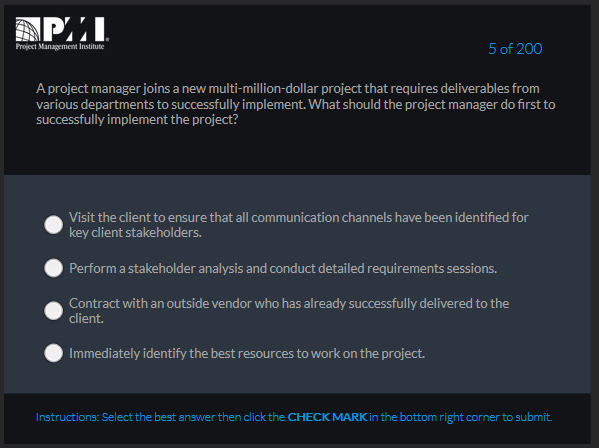 PMI
Project Management Institute
5 of 200
A project manager joins a new multi-million-dollar project that requires deliverables from
various departments to successfully implement. What should the project manager do first to
successfully implement the project?
Visit the client to ensure that all communication channels have been identified for
key client stakeholders.
Perform a stakeholder analysis and conduct detailed requirements sessions.
Contract with an outside vendor who has already successfully delivered to the
client.
Immediately identify the best resources to work on the project.
Instructions: Select the best answer then click the CHECK MARK in the bottom right corner to submit.